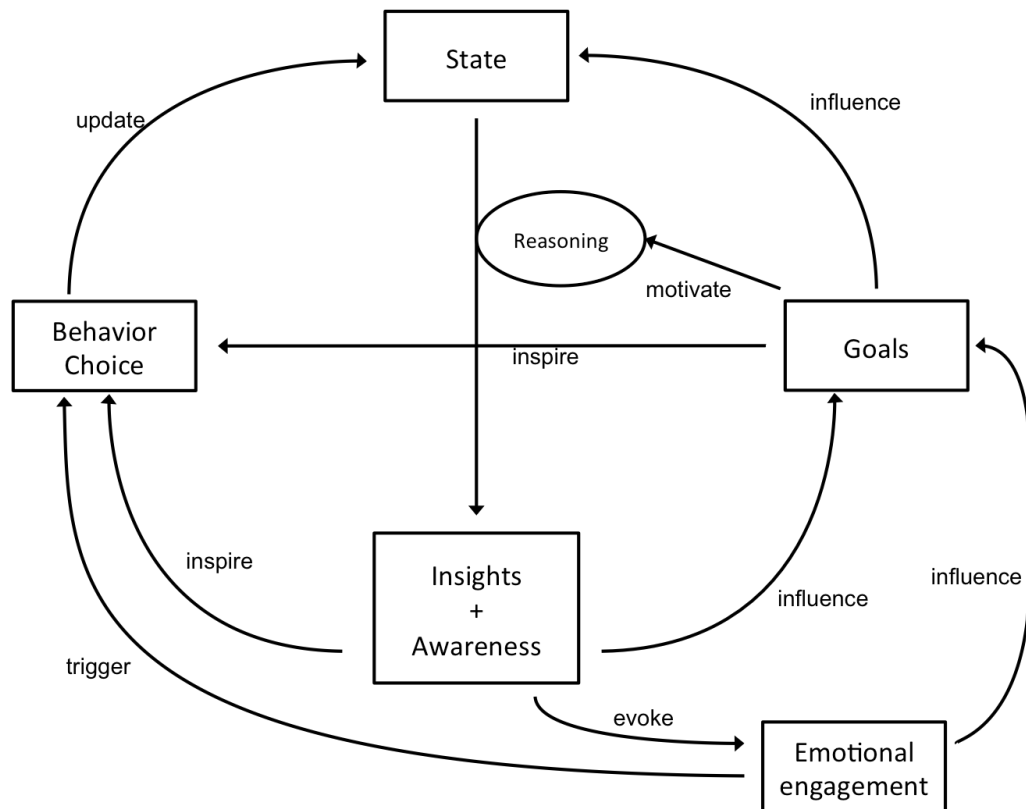 State
influence
update
Reasoning
motivate
Behavior
Choice
inspire
Goals
inspire
Insights
+
Awareness
influence
influence
trigger
evoke
Emotional
engagement